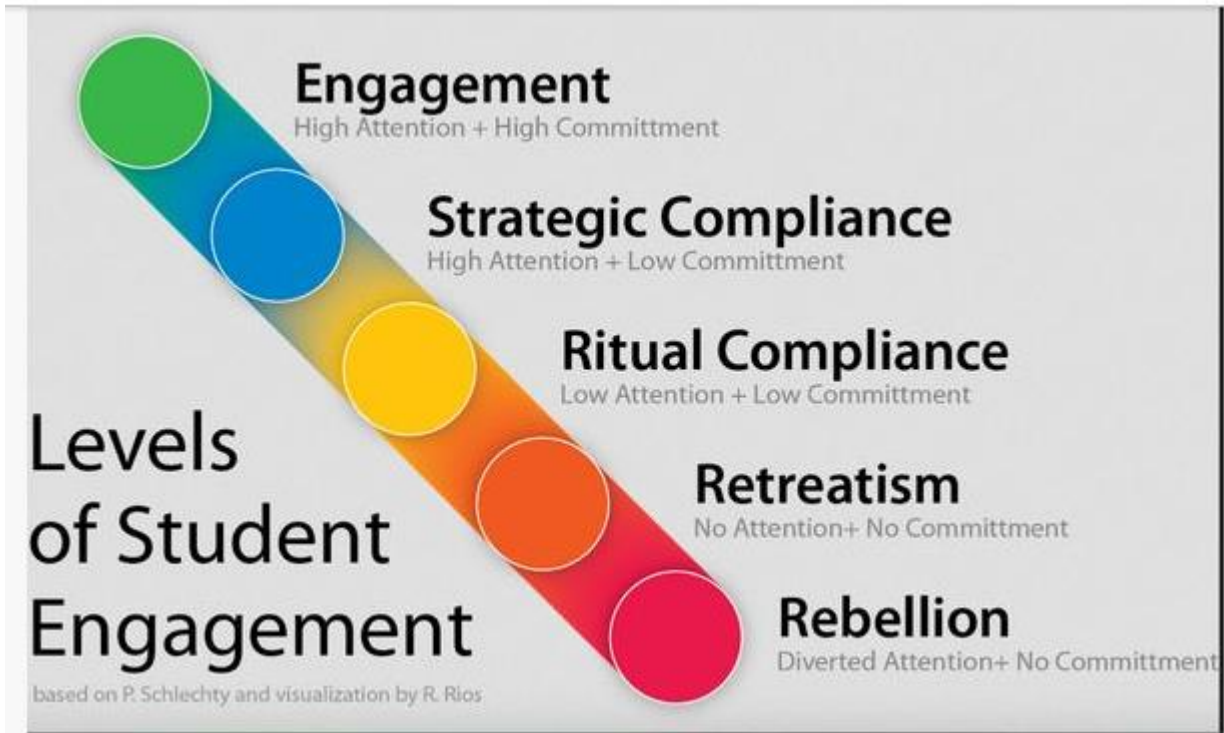 Engagement
High Attention + High Committment
Strategic Compliance
High Attention + Low Committment
Ritual Compliance
Low Attention + Low Committment
Retreatism
No Attention+ No Committment
Rebellion
Diverted Attention+ No Committment
Levels
of Student
Engagement
based on P. Schlechty and visualization by R. Rios